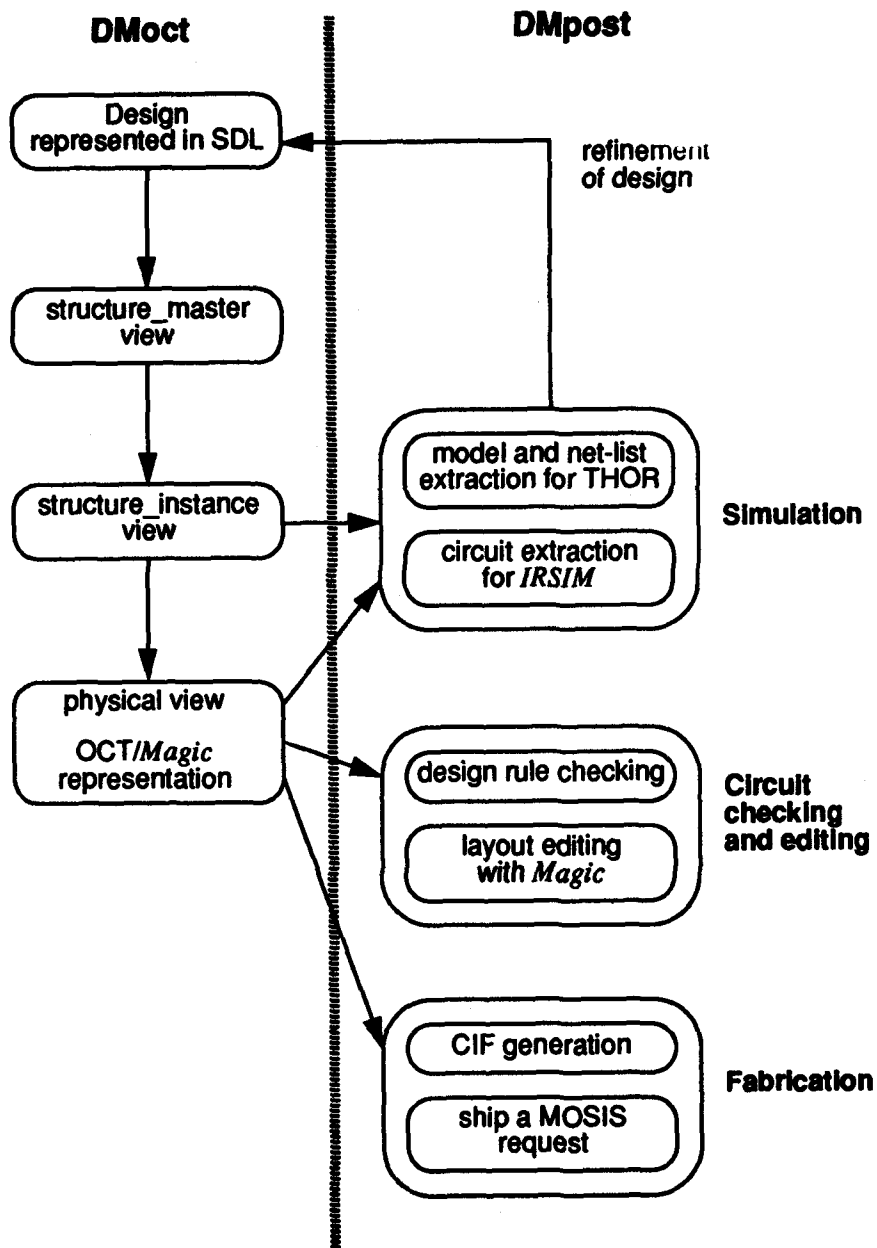 DMoct
DMpost
Design
represented in SDL
refinement
of design
structure_master
view
structure_instance
view
model and net-list
extraction for THOR
circuit extraction
for IRSIM
Simulation
physical view
OCT/Magic
representation
design rule checking
layout editing
with Magic
Circuit
checking
and editing
CIF generation
ship a MOSIS
request
Fabrication